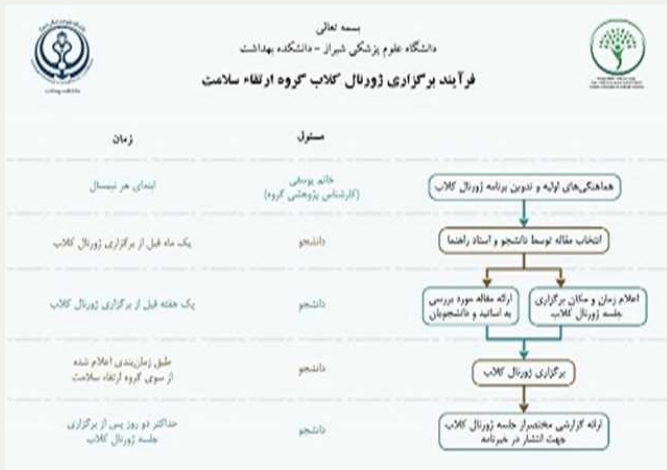 بسمه تعالی
دانشگاه علوم پزشکی شیراز - دانشکده بهداشت
فرآیند برگزاری ژورنال کلاب گروه ارتقاء سلامت
مسئول
زمان
هماهنگی‌های اولیه و تدوین برنامه ژورنال کلاب
خانم یوسفی
(کارشناس پژوهشی گروه)
ابتدای هر نیمسال
انتخاب مقاله توسط دانشجو و استاد راهنما
دانشجو
یک ماه قبل از برگزاری ژورنال کلاب
اعلام زمان و مکان برگزاری
جلسه ژورنال کلاب
ارائه مقاله مورد بررسی
به اساتید و دانشجویان
دانشجو
یک هفته قبل از برگزاری ژورنال کلاب
برگزاری ژورنال کلاب
دانشجو
طبق زمان‌بندی اعلام شده
از سوی گروه ارتقاء سلامت
ارائه گزارشی مختصراز جلسه ژورنال کلاب
جهت انتشار در خبرنامه
دانشجو
حداکثر دو روز پس از برگزاری
جلسه ژورنال کلاب